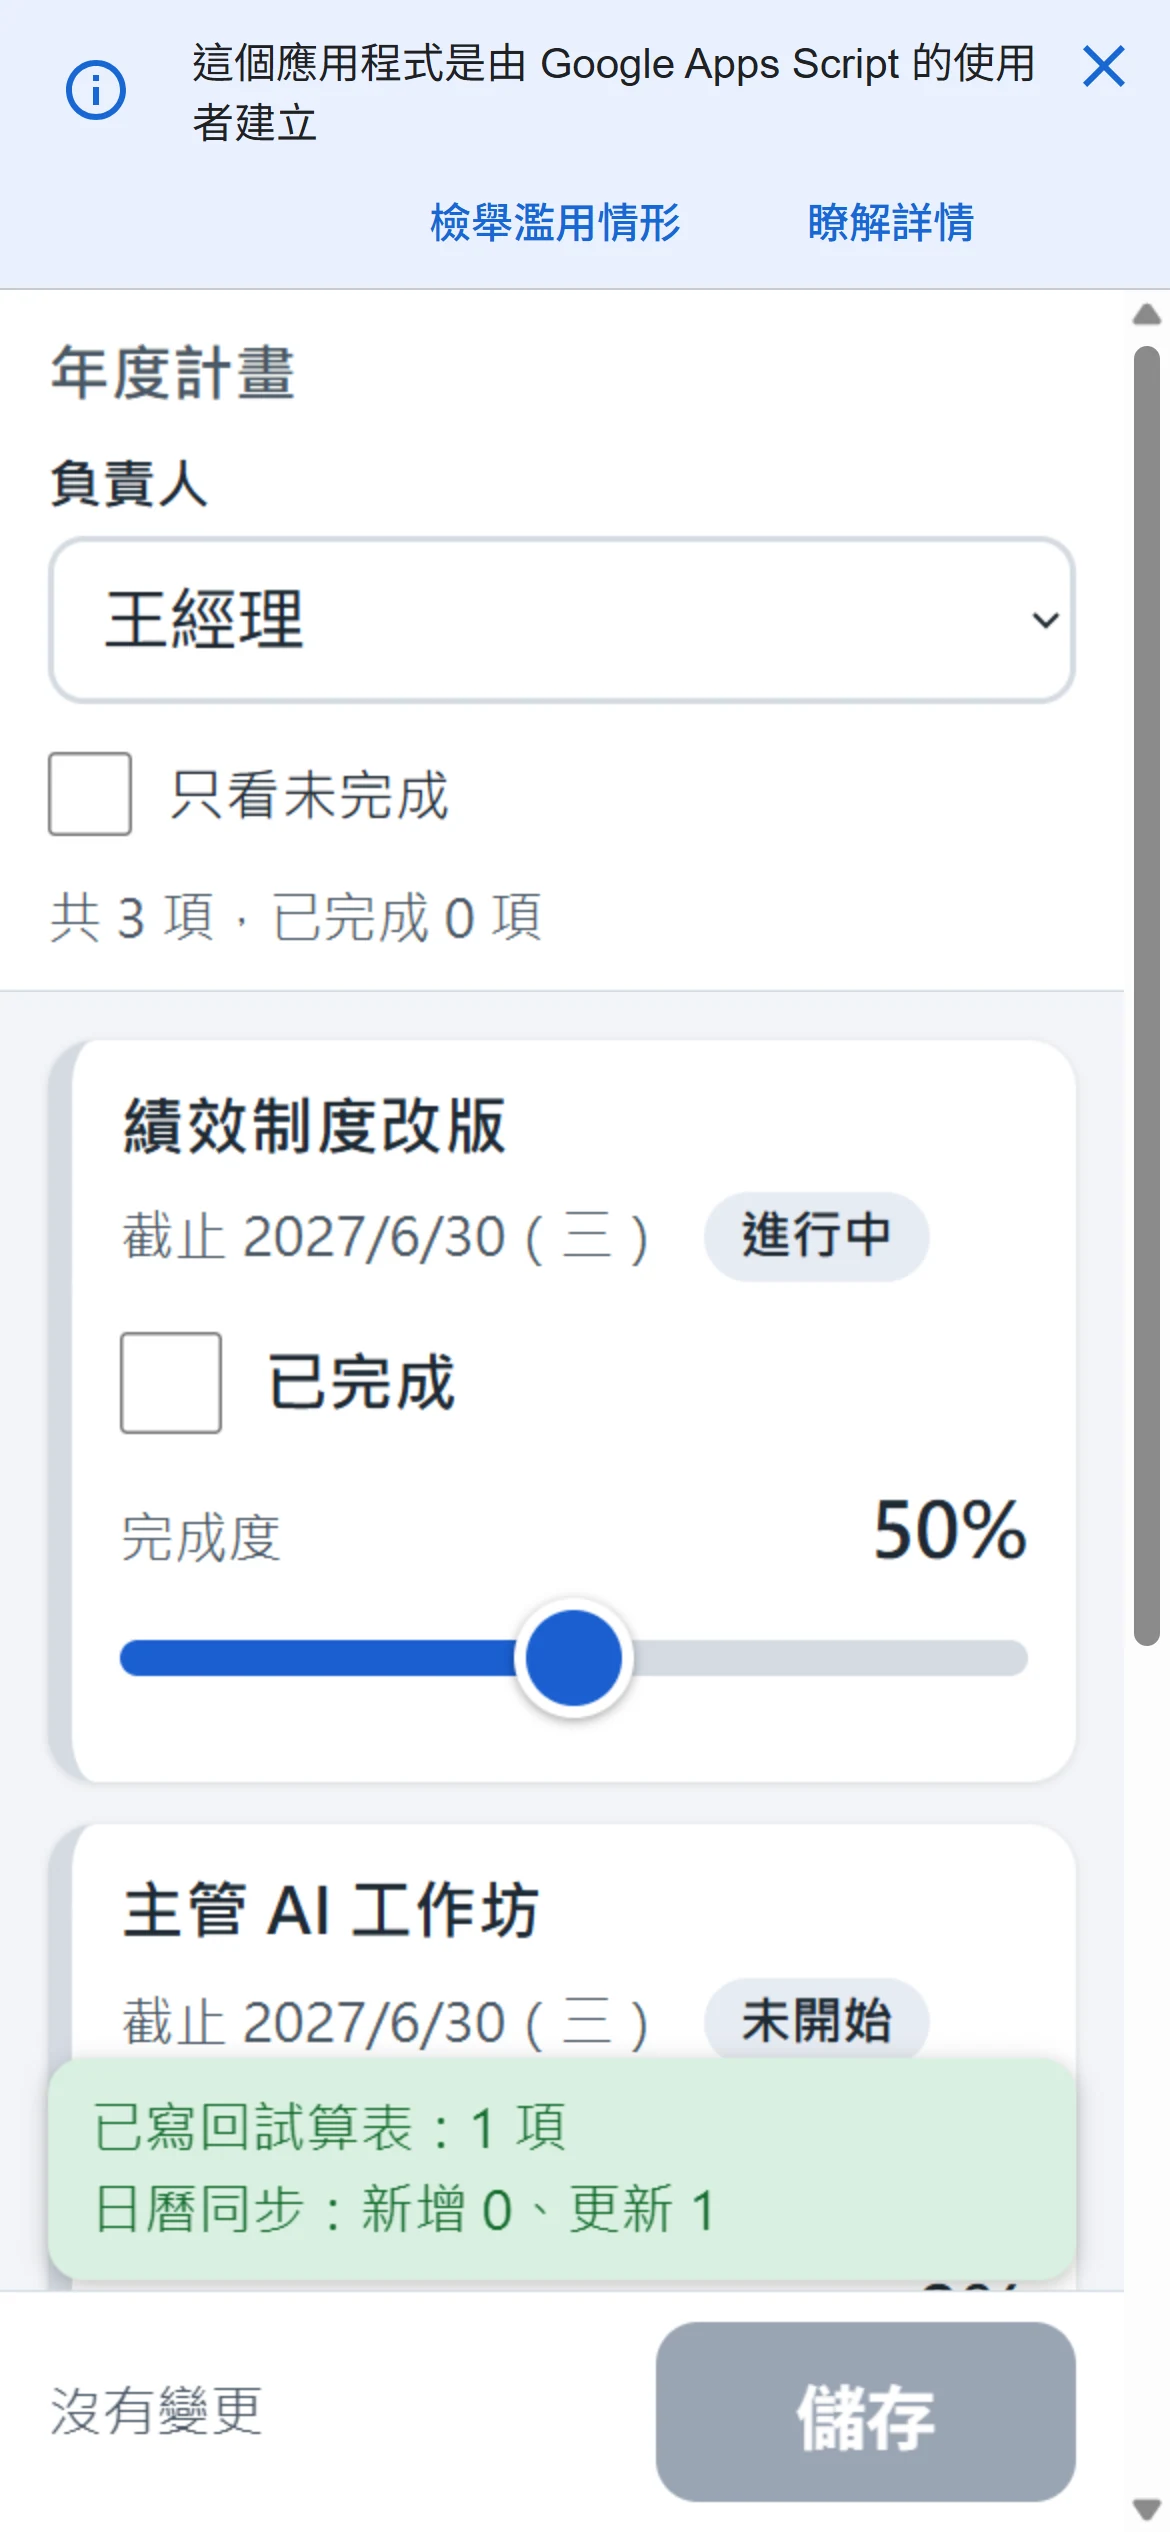 這個應用程式是由 Google Apps Script 的使用
者建立
檢舉濫用情形 瞭解詳情
年度計畫
負責人
王經理
只看未完成
共 3 項，已完成 0 項
績效制度改版
截止 2027/6/30（三） 進行中
已完成
完成度 50%
主管 AI 工作坊
截止 2027/6/30（三） 未開始
已寫回試算表：1 項
日曆同步：新增 0、更新 1
沒有變更 儲存